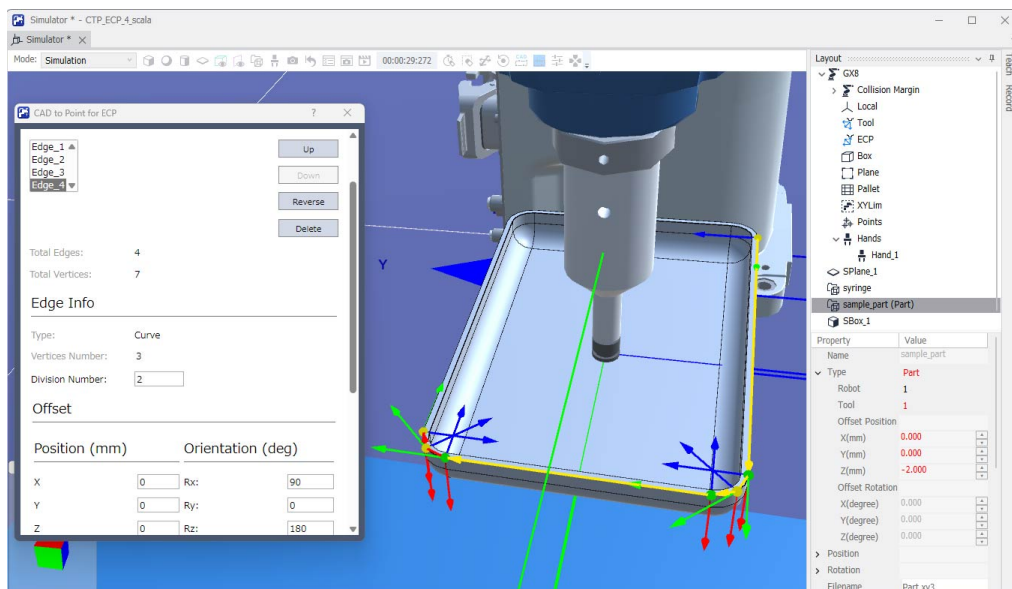 Simulator * - CTP_ECP_4_scala
Simulator *
Mode: Simulation 00:00:29:272
CAD to Point for ECP ?
Edge_1
Edge_2
Edge_3
Edge_4
Up
Down
Reverse
Delete
Total Edges: 4
Total Vertices: 7
Edge Info
Type: Curve
Vertices Number: 3
Division Number: 2
Offset
Position (mm) Orientation (deg)
X 0 Rx: 90
Y 0 Ry: 0
Z 0 Rz: 180
Y
Layout
GX8
Collision Margin
Local
Tool
ECP
Box
Plane
Pallet
XYLim
Points
Hands
Hand_1
SPlane_1
syringe
sample_part (Part)
SBox_1
Property Value
Name sample_part
Type Part
Robot 1
Tool 1
Offset Position
X(mm) 0.000
Y(mm) 0.000
Z(mm) -2.000
Offset Rotation
X(degree) 0.000
Y(degree) 0.000
Z(degree) 0.000
Position
Rotation
Filename Part.xv3
Teach
Record